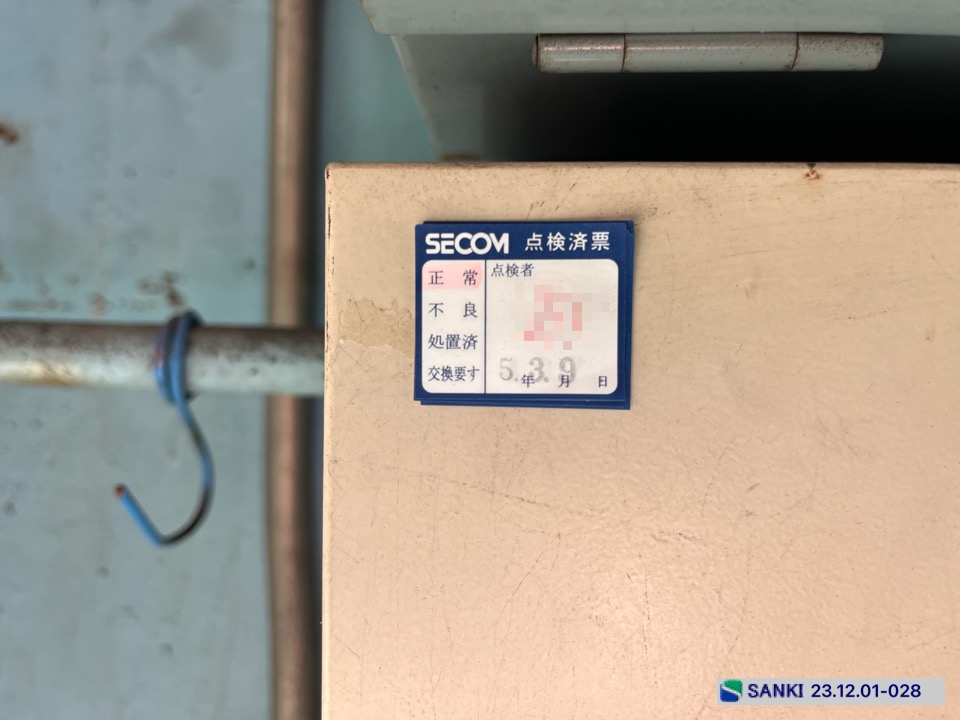 SECOM 点検済票
正常 点検者
不良
処置済
交換要す 5.3.9
年 月 日
SANKI 23.12.01-028